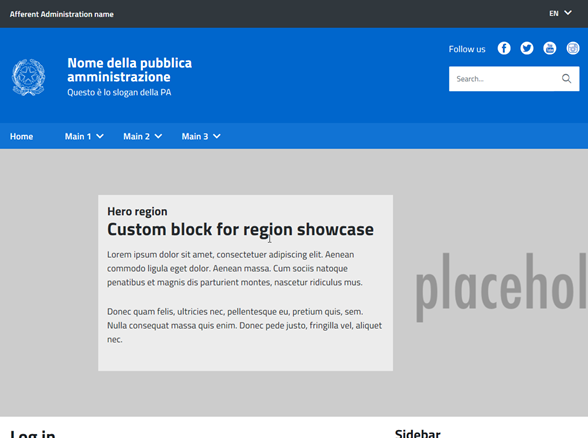 Afferent Administration name
EN
Follow us
Nome della pubblica
amministrazione
Questo è lo slogan della PA
Search...
Home
Main 1
Main 2
Main 3
Hero region
Custom block for region showcase
Lorem ipsum dolor sit amet, consectetuer adipiscing elit. Aenean
commodo ligula eget dolor. Aenean massa. Cum sociis natoque
penatibus et magnis dis parturient montes, nascetur ridiculus mus.
Donec quam felis, ultricies nec, pellentesque eu, pretium quis, sem.
Nulla consequat massa quis enim. Donec pede justo, fringilla vel, aliquet
nec.
placehol
Log in
Sidebar